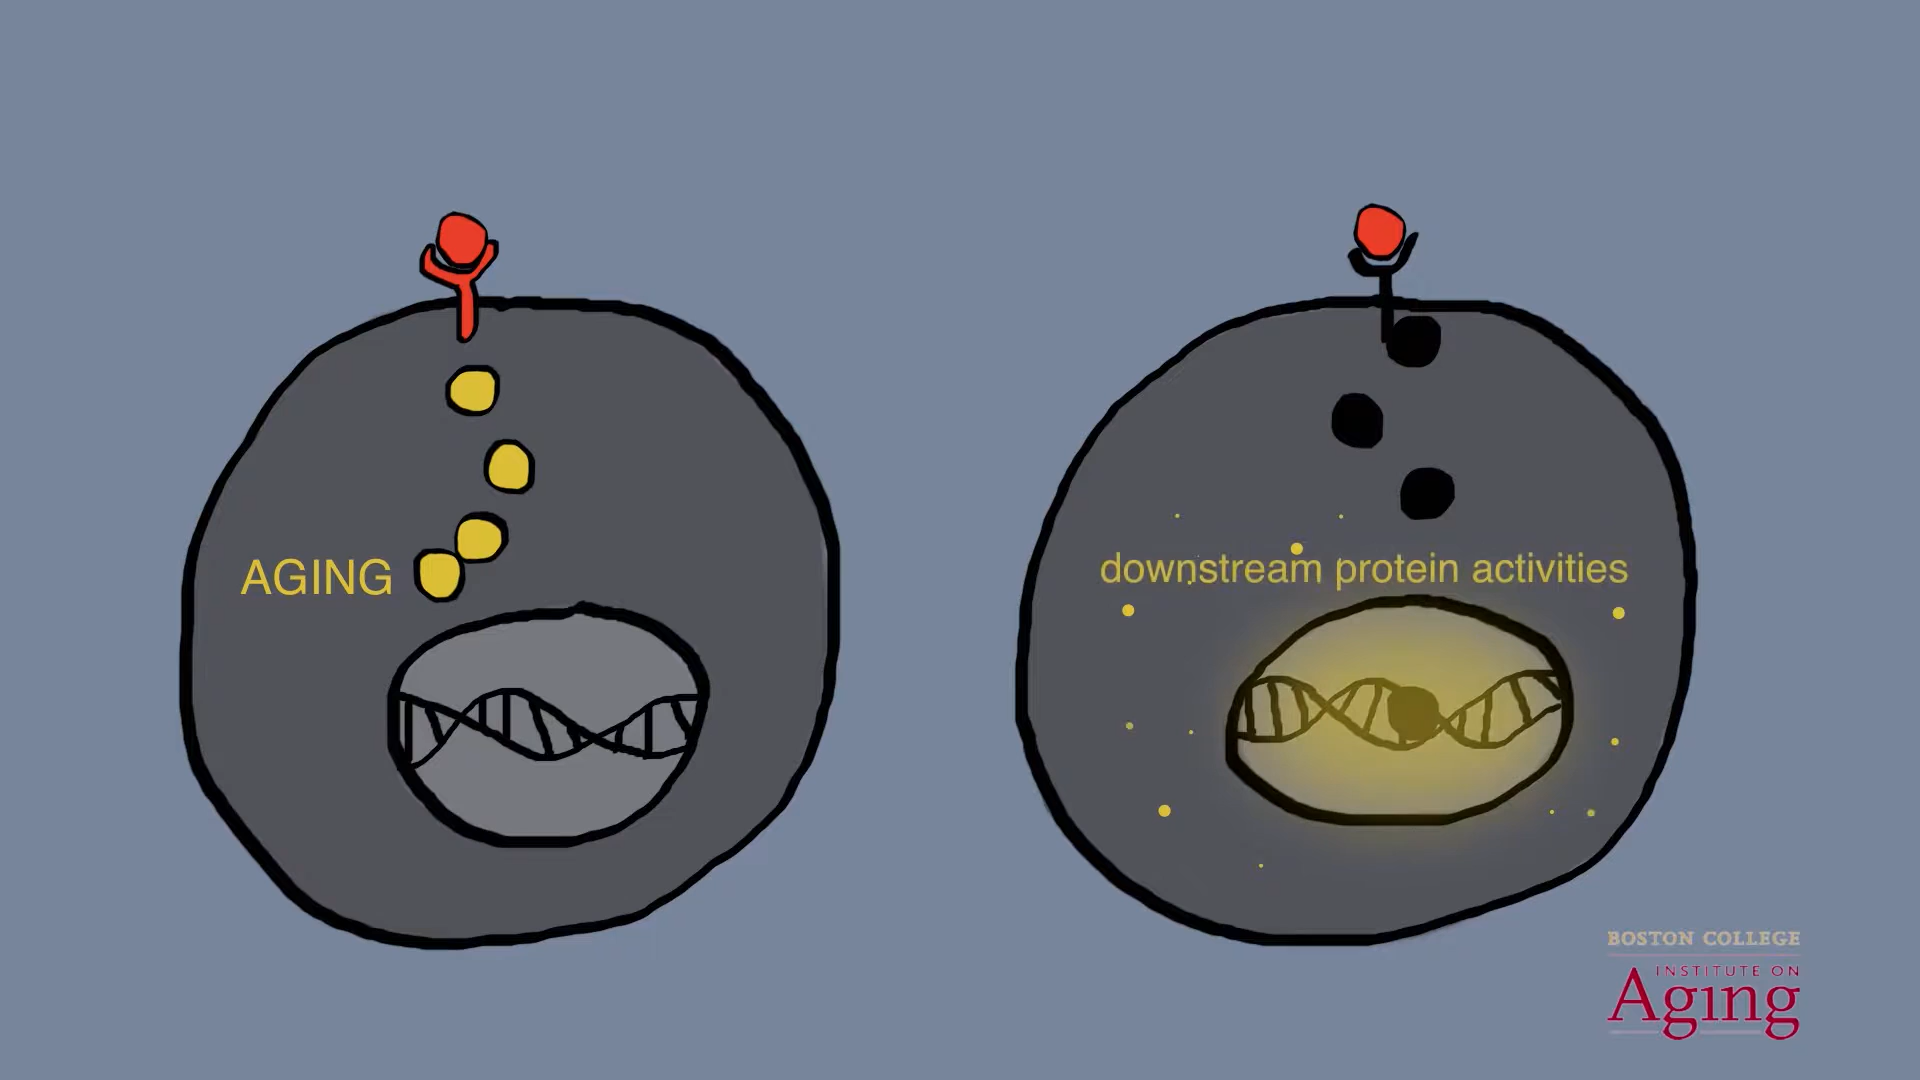 AGING
downstream protein activities
BOSTON COLLEGE
INSTITUTE ON
Aging